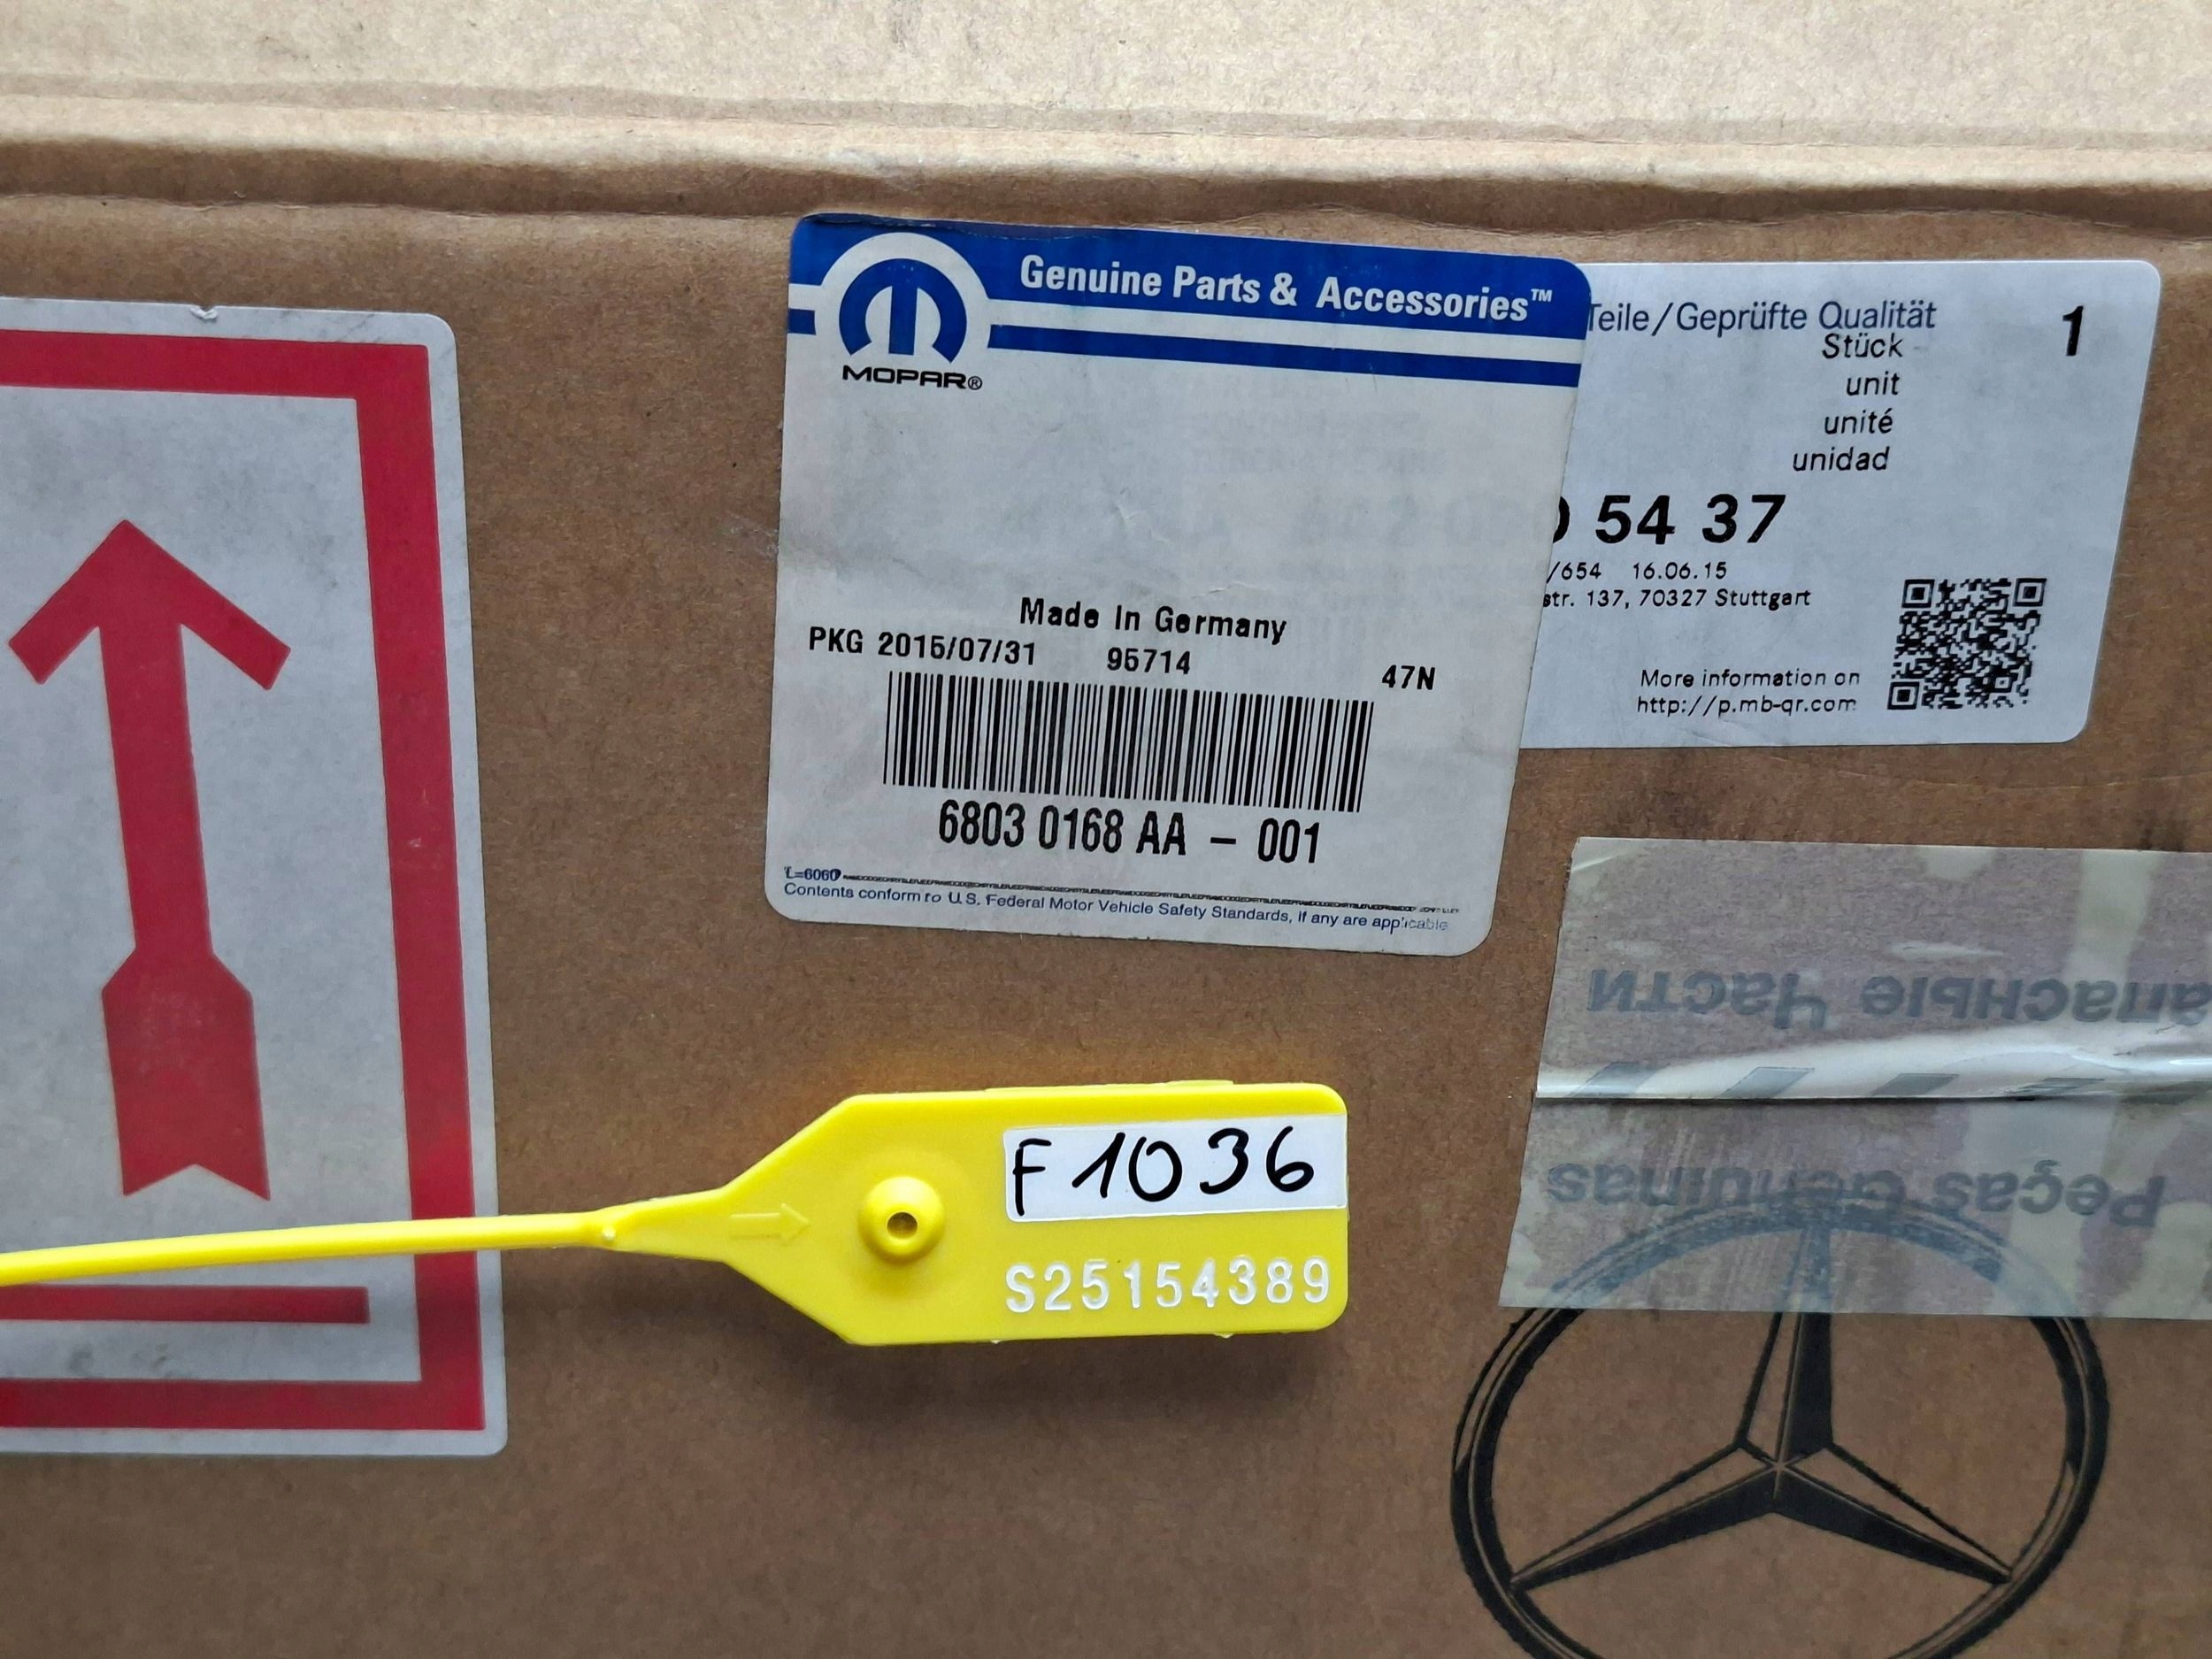 Genuine Parts & Accessories™
MOPAR®
Made In Germany
PKG 2015/07/31 95714 47N
6803 0168 AA - 001
L=6060
Contents conform to U.S. Federal Motor Vehicle Safety Standards, if any are applicable
Teile/Geprüfte Qualität 1
Stück
unit
unité
unidad
54 37
/654 16.06.15
str. 137, 70327 Stuttgart
More information on
http://p.mb-qr.com
апасные Части
Peças Genuínas
F1036
S25154389